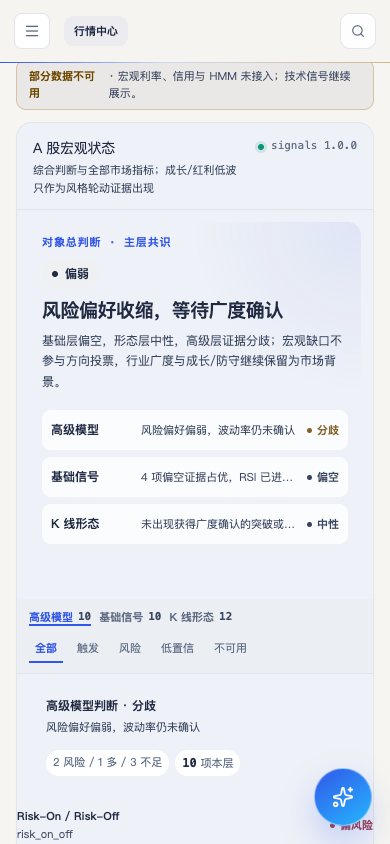 行情中心
部分数据不可用
· 宏观利率、信用与 HMM 未接入；技术信号继续
展示。
A 股宏观状态
signals 1.0.0
综合判断与全部市场指标；成长/红利低波
只作为风格轮动证据出现
对象总判断 · 主层共识
偏弱
风险偏好收缩，等待广度确认
基础层偏空，形态层中性，高级层证据分歧；宏观缺口不
参与方向投票，行业广度与成长/防守继续保留为市场背
景。
高级模型 风险偏好偏弱，波动率仍未确认 分歧
基础信号 4 项偏空证据占优，RSI 已进... 偏空
K 线形态 未出现获得广度确认的突破或... 中性
高级模型 10 基础信号 10 K 线形态 12
全部 触发 风险 低置信 不可用
高级模型判断 · 分歧
风险偏好偏弱，波动率仍未确认
2 风险 / 1 多 / 3 不足 10 项本层
Risk-On / Risk-Off
偏风险
risk_on_off